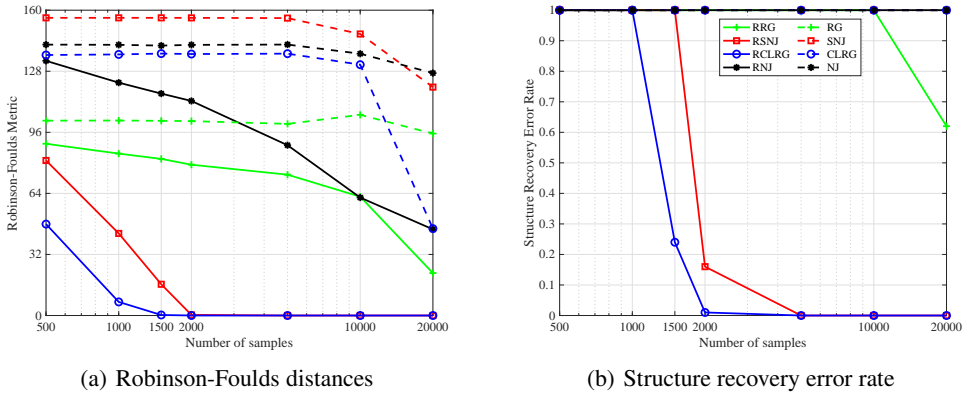 160
128
96
64
32
0
Robinson-Foulds Metric
500 1000 1500 2000 10000 20000
Number of samples
(a) Robinson-Foulds distances
1
0.9
0.8
0.7
0.6
0.5
0.4
0.3
0.2
0.1
0
Structure Recovery Error Rate
RRG RG
RSNJ SNJ
RCLRG CLRG
RNJ NJ
500 1000 1500 2000 10000 20000
Number of samples
(b) Structure recovery error rate